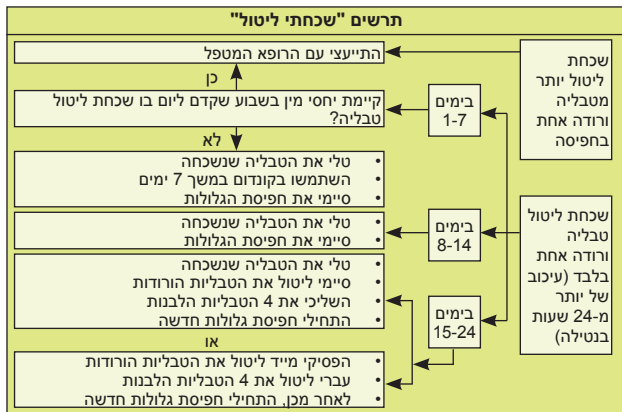 תרשים "שכחתי ליטול"
שכחת
ליטול יותר
מטבליה
ורודה אחת
בחפיסה
התייעצי עם הרופא המטפל
כן
בימים
1-7
קיימת יחסי מין בשבוע שקדם ליום בו שכחת ליטול
טבליה?
לא
טלי את הטבליה שנשכחה •
השתמשו בקונדום במשך 7 ימים •
סיימי את חפיסת הגלולות •
שכחת ליטול
טבליה
ורודה אחת
בלבד (עיכוב
של יותר
מ-24 שעות
בנטילה)
בימים
8-14
טלי את הטבליה שנשכחה •
סיימי את חפיסת הגלולות •
בימים
15-24
טלי את הטבליה שנשכחה •
סיימי ליטול את הטבליות הורודות •
השליכי את 4 הטבליות הלבנות •
התחילי חפיסת גלולות חדשה •
או
הפסיקי מייד ליטול את הטבליות הורודות •
עברי ליטול את 4 הטבליות הלבנות •
לאחר מכן, התחילי חפיסת גלולות חדשה •